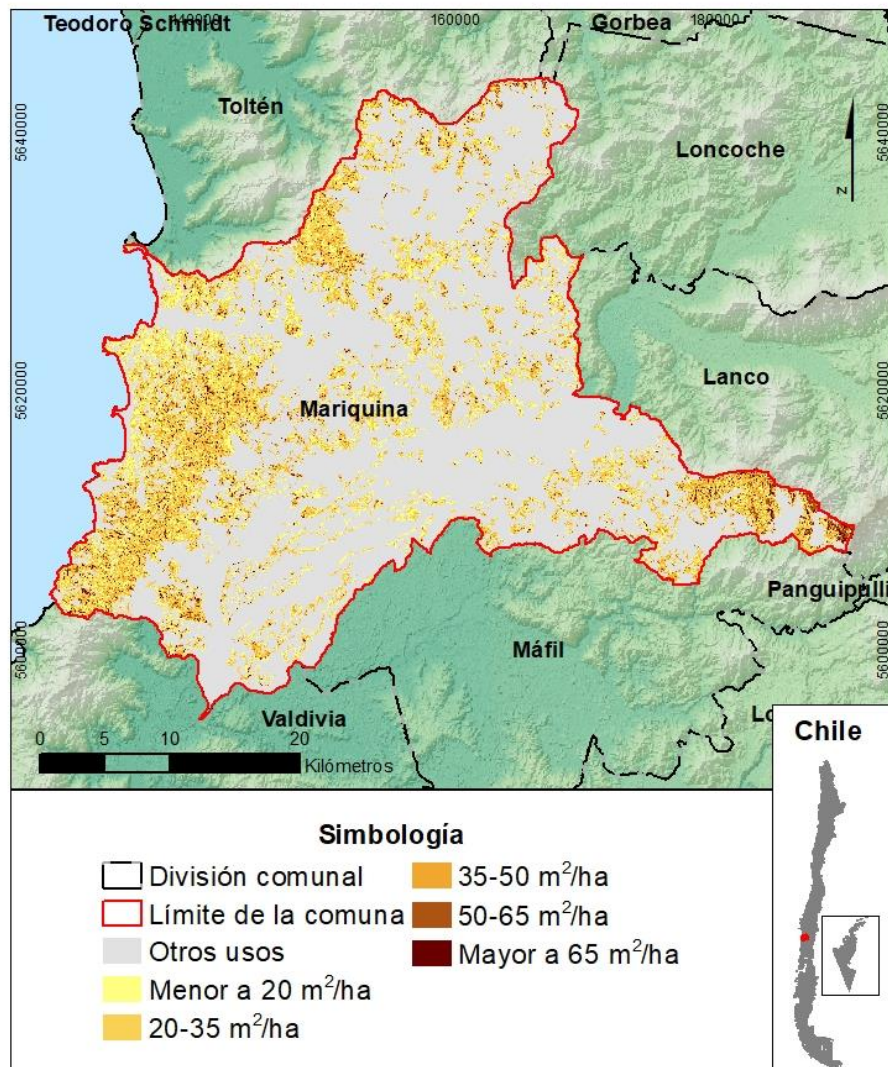 Teodoro Schmidt
140000
160000
Gorbea
180000
Toltén
Loncoche
5640000
5640000
N
Lanco
5620000
5620000
Mariquina
Panguipulli
Máfil
5600000
5600000
Valdivia
Lo
0 5 10 20
Kilómetros
Chile
Simbología
División comunal
Límite de la comuna
Otros usos
Menor a 20 m²/ha
20-35 m²/ha
35-50 m²/ha
50-65 m²/ha
Mayor a 65 m²/ha